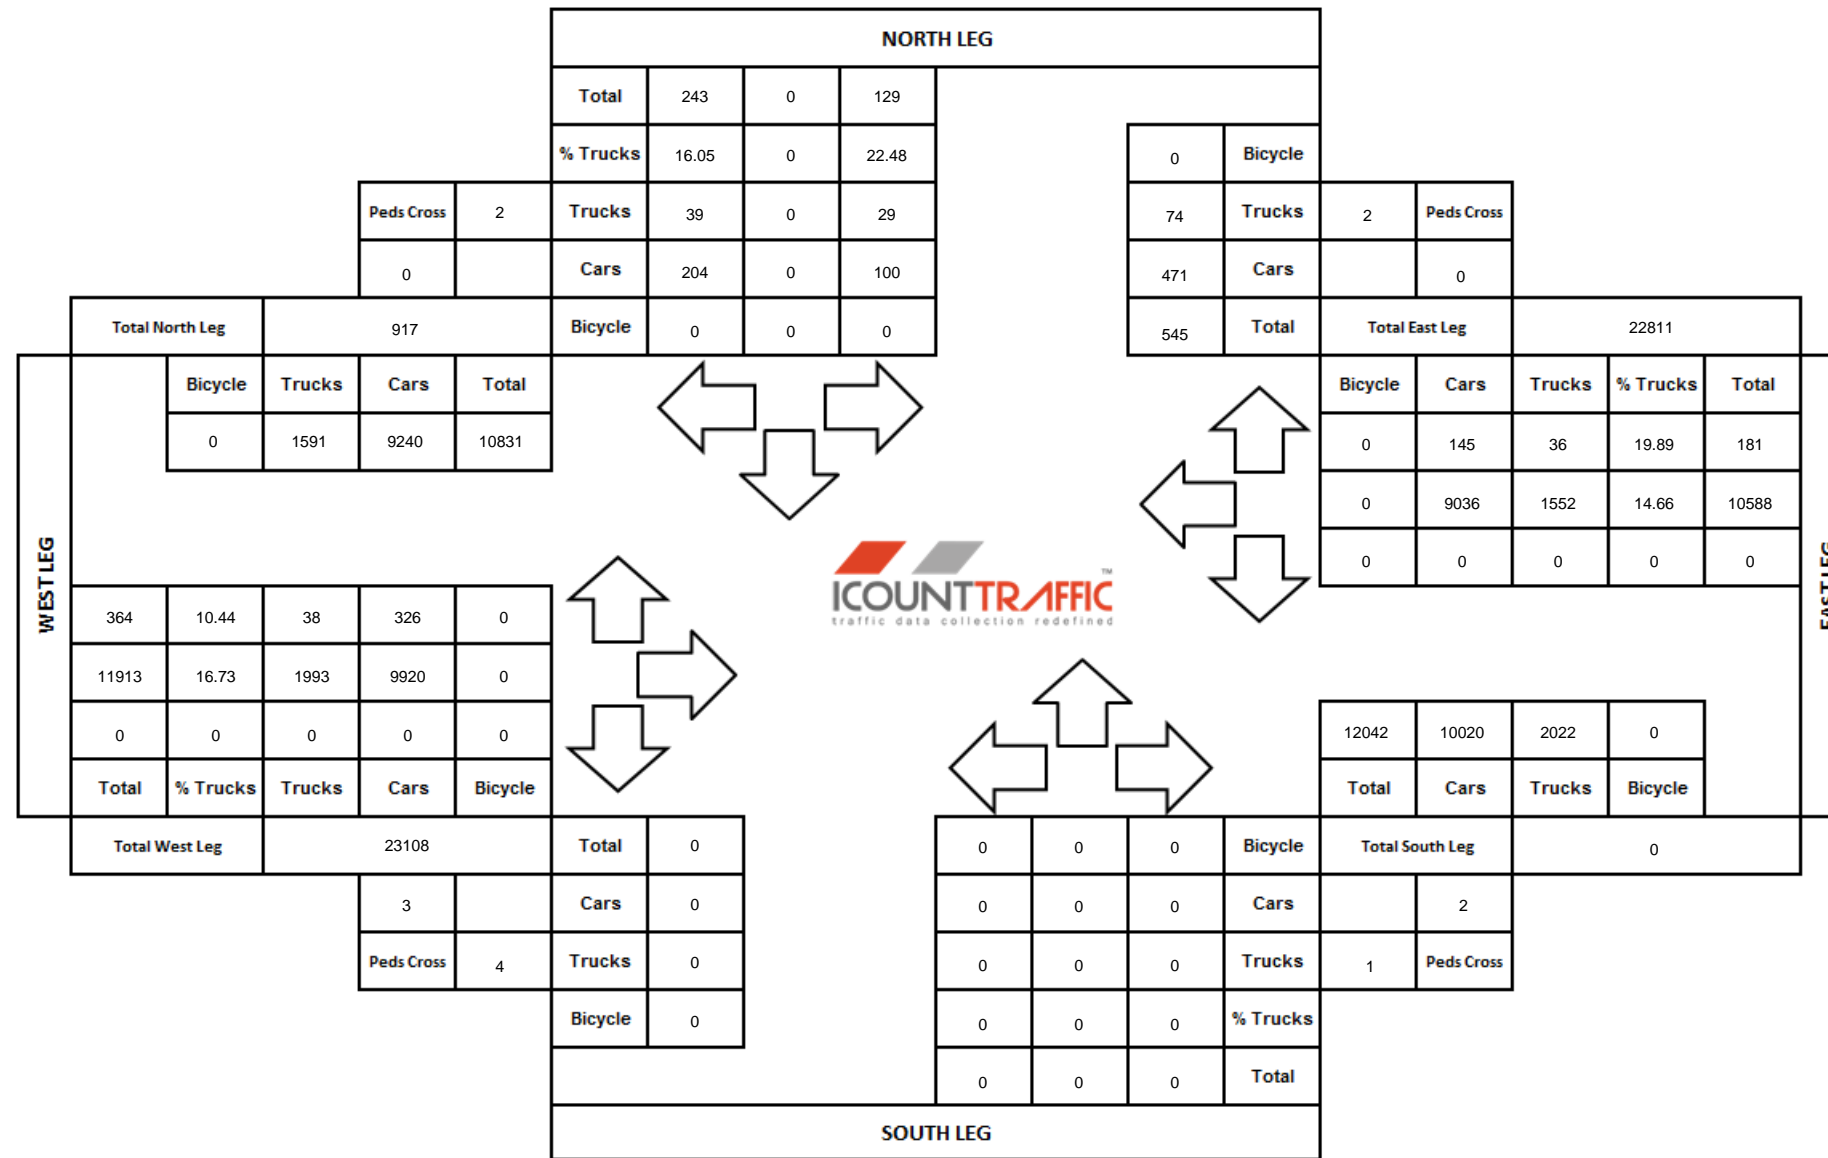 NORTH LEG
Total 243 0 129
% Trucks 16.05 0 22.48 0 Bicycle
Peds Cross 2 Trucks 39 0 29 74 Trucks 2 Peds Cross
0 Cars 204 0 100 471 Cars 0
Total North Leg 917 Bicycle 0 0 0 545 Total Total East Leg 22811
Bicycle Trucks Cars Total Bicycle Cars Trucks % Trucks Total
0 1591 9240 10831 0 145 36 19.89 181
0 9036 1552 14.66 10588
0 0 0 0 0
WEST LEG
EAST LEG
ICOUNTTRAFFIC™
traffic data collection redefined
364 10.44 38 326 0
11913 16.73 1993 9920 0
0 0 0 0 0 12042 10020 2022 0
Total % Trucks Trucks Cars Bicycle Total Cars Trucks Bicycle
Total West Leg 23108 Total 0 0 0 0 Bicycle Total South Leg 0
3 Cars 0 0 0 0 Cars 2
Peds Cross 4 Trucks 0 0 0 0 Trucks 1 Peds Cross
Bicycle 0 0 0 0 % Trucks
0 0 0 Total
SOUTH LEG